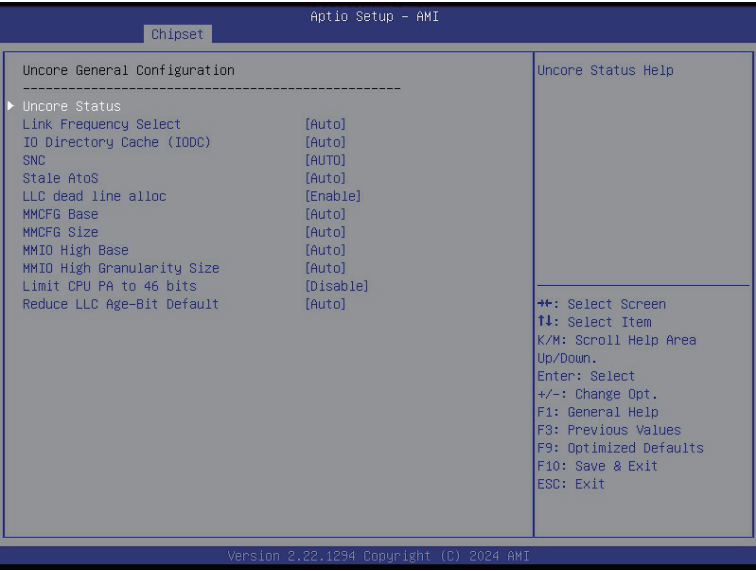 Aptio Setup – AMI
Chipset
Uncore General Configuration
------------------------------------------------
Uncore Status
Link Frequency Select [Auto]
IO Directory Cache (IODC) [Auto]
SNC [AUTO]
Stale AtoS [Auto]
LLC dead line alloc [Enable]
MMCFG Base [Auto]
MMCFG Size [Auto]
MMIO High Base [Auto]
MMIO High Granularity Size [Auto]
Limit CPU PA to 46 bits [Disable]
Reduce LLC Age-Bit Default [Auto]
Uncore Status Help
→←: Select Screen
↑↓: Select Item
K/M: Scroll Help Area
Up/Down.
Enter: Select
+/-: Change Opt.
F1: General Help
F3: Previous Values
F9: Optimized Defaults
F10: Save & Exit
ESC: Exit
Version 2.22.1294 Copyright (C) 2024 AMI